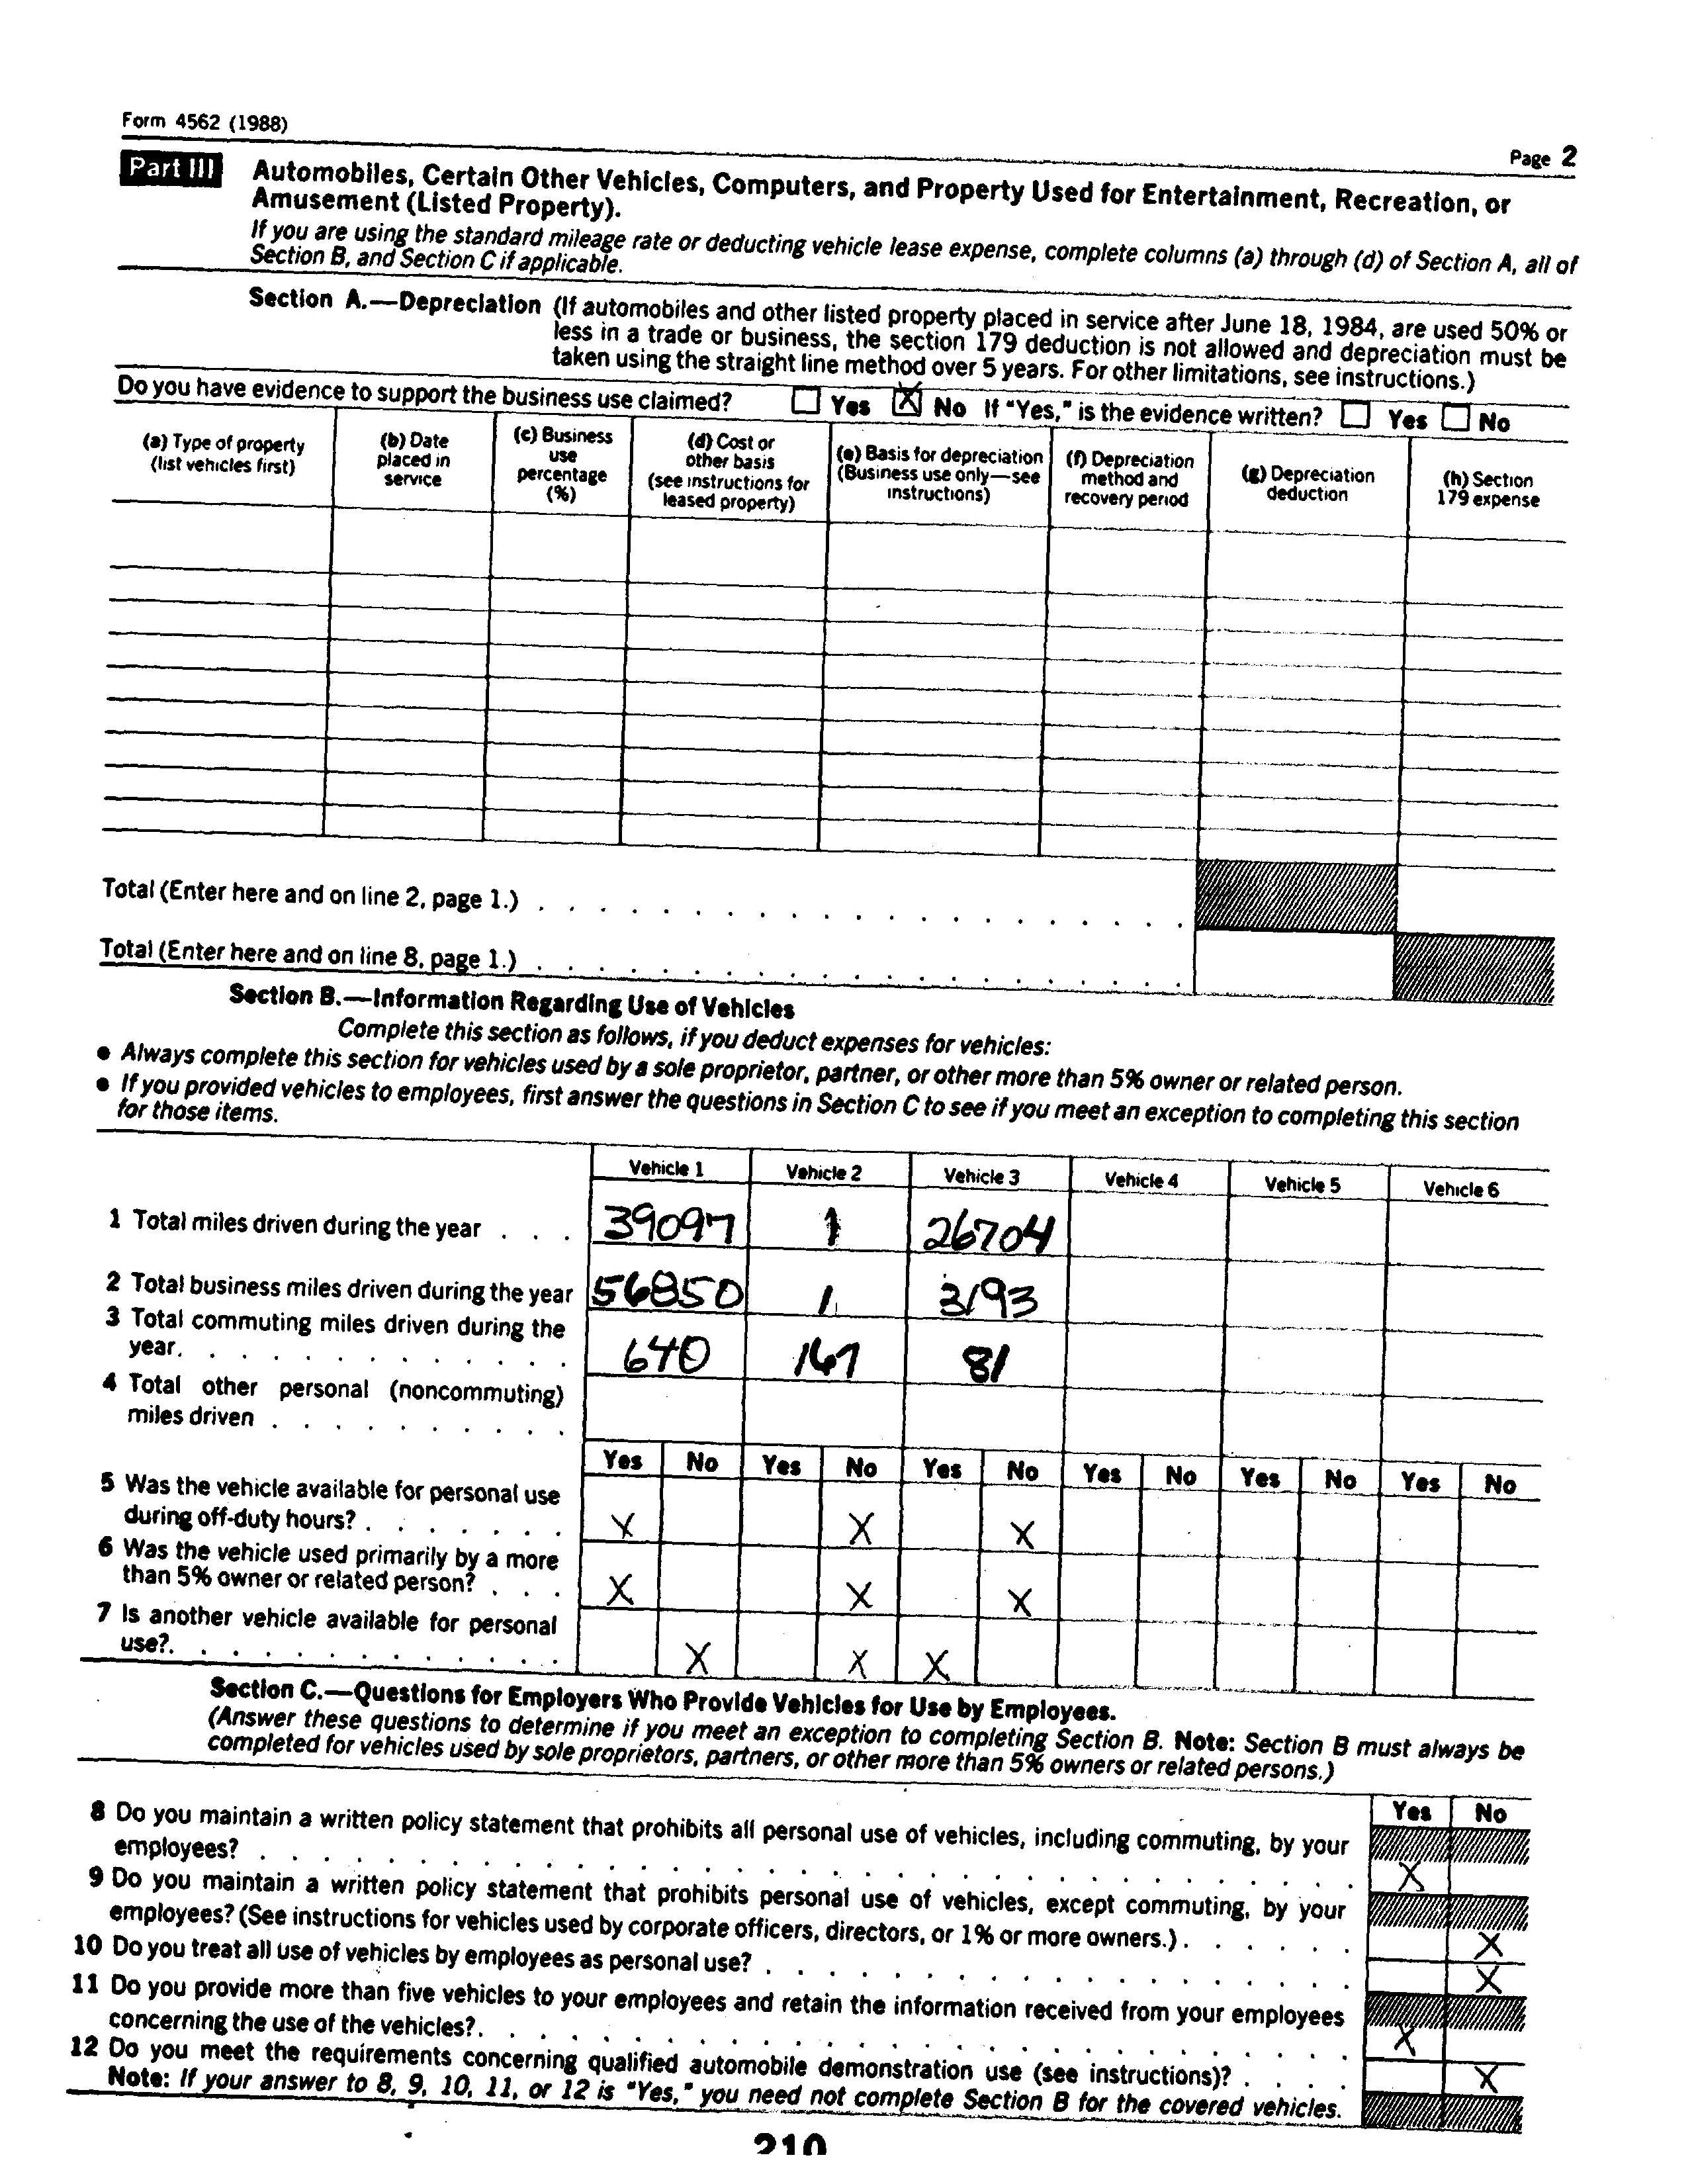 Form 4562 (1988)
Page 2
Part III Automobiles, Certain Other Vehicles, Computers, and Property Used for Entertainment, Recreation, or
Amusement (Listed Property).
If you are using the standard mileage rate or deducting vehicle lease expense, complete columns (a) through (d) of Section A, all of
Section B, and Section C if applicable.
Section A.—Depreciation (If automobiles and other listed property placed in service after June 18, 1984, are used 50% or
less in a trade or business, the section 179 deduction is not allowed and depreciation must be
taken using the straight line method over 5 years. For other limitations, see instructions.)
Do you have evidence to support the business use claimed? Yes X No If "Yes," is the evidence written? Yes No
(a) Type of property
(list vehicles first)
(b) Date
placed in
service
(c) Business
use
percentage
(%)
(d) Cost or
other basis
(see instructions for
leased property)
(e) Basis for depreciation
(Business use only—see
instructions)
(f) Depreciation
method and
recovery period
(g) Depreciation
deduction
(h) Section
179 expense
Total (Enter here and on line 2, page 1.) . . . . . . . . . . . . . . . . . . . . .
Total (Enter here and on line 8, page 1.) . . . . . . . . . . . . . . . . . . . . .
Section B.—Information Regarding Use of Vehicles
Complete this section as follows, if you deduct expenses for vehicles:
● Always complete this section for vehicles used by a sole proprietor, partner, or other more than 5% owner or related person.
● If you provided vehicles to employees, first answer the questions in Section C to see if you meet an exception to completing this section
for those items.
Vehicle 1 Vehicle 2 Vehicle 3 Vehicle 4 Vehicle 5 Vehicle 6
1 Total miles driven during the year . . . 39097 1 26704
2 Total business miles driven during the year 56850 1 3193
3 Total commuting miles driven during the
year. . . . . . . . . . . . . 640 167 81
4 Total other personal (noncommuting)
miles driven . . . . . . . . . .
Yes No Yes No Yes No Yes No Yes No Yes No
5 Was the vehicle available for personal use
during off-duty hours? . . . . . . . X X X
6 Was the vehicle used primarily by a more
than 5% owner or related person? . . . X X X
7 Is another vehicle available for personal
use?. . . . . . . . . . . . . X X X
Section C.—Questions for Employers Who Provide Vehicles for Use by Employees.
(Answer these questions to determine if you meet an exception to completing Section B. Note: Section B must always be
completed for vehicles used by sole proprietors, partners, or other more than 5% owners or related persons.)
Yes No
8 Do you maintain a written policy statement that prohibits all personal use of vehicles, including commuting, by your
employees? . . . . . . . . . . . . . . . . . . . . . . . . . . . X
9 Do you maintain a written policy statement that prohibits personal use of vehicles, except commuting, by your
employees? (See instructions for vehicles used by corporate officers, directors, or 1% or more owners.) . . . . . . X
10 Do you treat all use of vehicles by employees as personal use? . . . . . . . . . . . . . . . . . . . X
11 Do you provide more than five vehicles to your employees and retain the information received from your employees
concerning the use of the vehicles?. . . . . . . . . . . . . . . . . . . . . . . . . . . . X
12 Do you meet the requirements concerning qualified automobile demonstration use (see instructions)? . . . . X
Note: If your answer to 8, 9, 10, 11, or 12 is "Yes," you need not complete Section B for the covered vehicles.
210